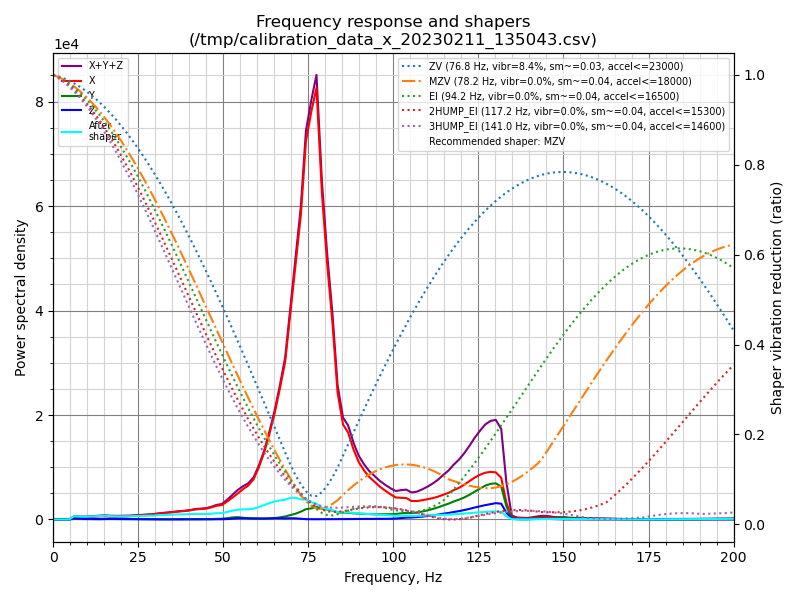 Frequency response and shapers
(/tmp/calibration_data_x_20230211_135043.csv)
1e4
X+Y+Z
X
Y
Z
After
shaper
ZV (76.8 Hz, vibr=8.4%, sm~=0.03, accel<=23000)
MZV (78.2 Hz, vibr=0.0%, sm~=0.04, accel<=18000)
EI (94.2 Hz, vibr=0.0%, sm~=0.04, accel<=16500)
2HUMP_EI (117.2 Hz, vibr=0.0%, sm~=0.04, accel<=15300)
3HUMP_EI (141.0 Hz, vibr=0.0%, sm~=0.04, accel<=14600)
Recommended shaper: MZV
Power spectral density
8
6
4
2
0
1.0
0.8
0.6
0.4
0.2
0.0
Shaper vibration reduction (ratio)
0 25 50 75 100 125 150 175 200
Frequency, Hz